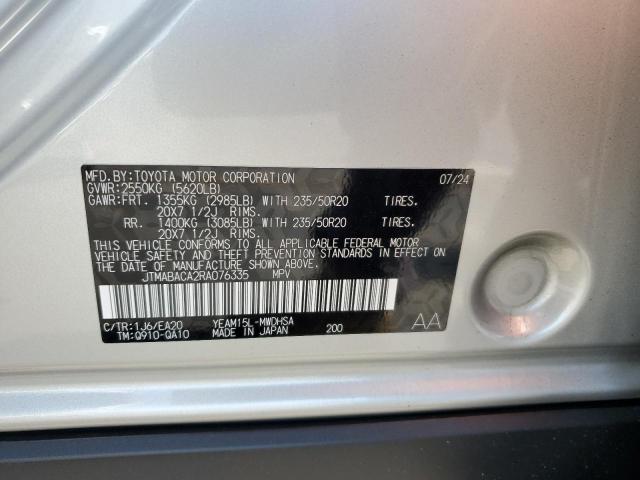 MFD.BY:TOYOTA MOTOR CORPORATION 07/24
GVWR:2550KG (5620LB)
GAWR:FRT. 1355KG (2985LB) WITH 235/50R20 TIRES.
20X7 1/2J RIMS.
RR. 1400KG (3085LB) WITH 235/50R20 TIRES.
20X7 1/2J RIMS.
THIS VEHICLE CONFORMS TO ALL APPLICABLE FEDERAL MOTOR
VEHICLE SAFETY AND THEFT PREVENTION STANDARDS IN EFFECT
ON THE DATE OF MANUFACTURE SHOWN ABOVE.
JTMABACA2RA076335 MPV
C/TR:1J6/EA20 YEAM15L-MWDHSA 200 AA
TM:Q910-QA10 MADE IN JAPAN